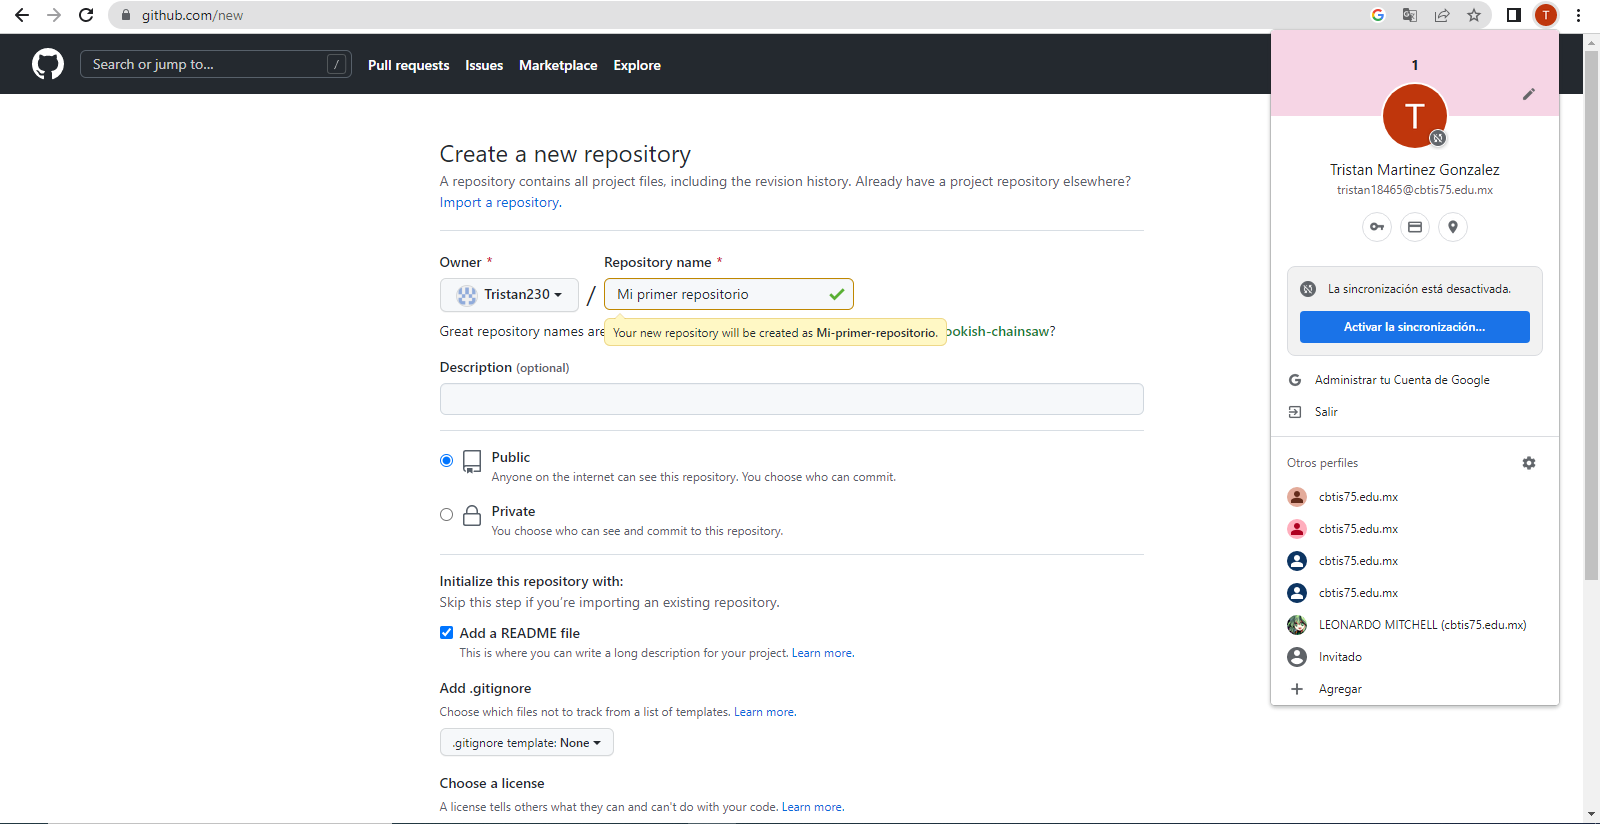 github.com/new
Search or jump to... /
Pull requests Issues Marketplace Explore
Create a new repository
A repository contains all project files, including the revision history. Already have a project repository elsewhere?
Import a repository.
Owner *
Repository name *
Tristan230 /
Mi primer repositorio
Great repository names are
Your new repository will be created as Mi-primer-repositorio.
ookish-chainsaw?
Description (optional)
Public
Anyone on the internet can see this repository. You choose who can commit.
Private
You choose who can see and commit to this repository.
Initialize this repository with:
Skip this step if you're importing an existing repository.
Add a README file
This is where you can write a long description for your project. Learn more.
Add .gitignore
Choose which files not to track from a list of templates. Learn more.
.gitignore template: None
Choose a license
A license tells others what they can and can't do with your code. Learn more.
T
1
T
Tristan Martinez Gonzalez
tristan18465@cbtis75.edu.mx
La sincronización está desactivada.
Activar la sincronización...
G Administrar tu Cuenta de Google
Salir
Otros perfiles
cbtis75.edu.mx
cbtis75.edu.mx
cbtis75.edu.mx
cbtis75.edu.mx
LEONARDO MITCHELL (cbtis75.edu.mx)
Invitado
Agregar